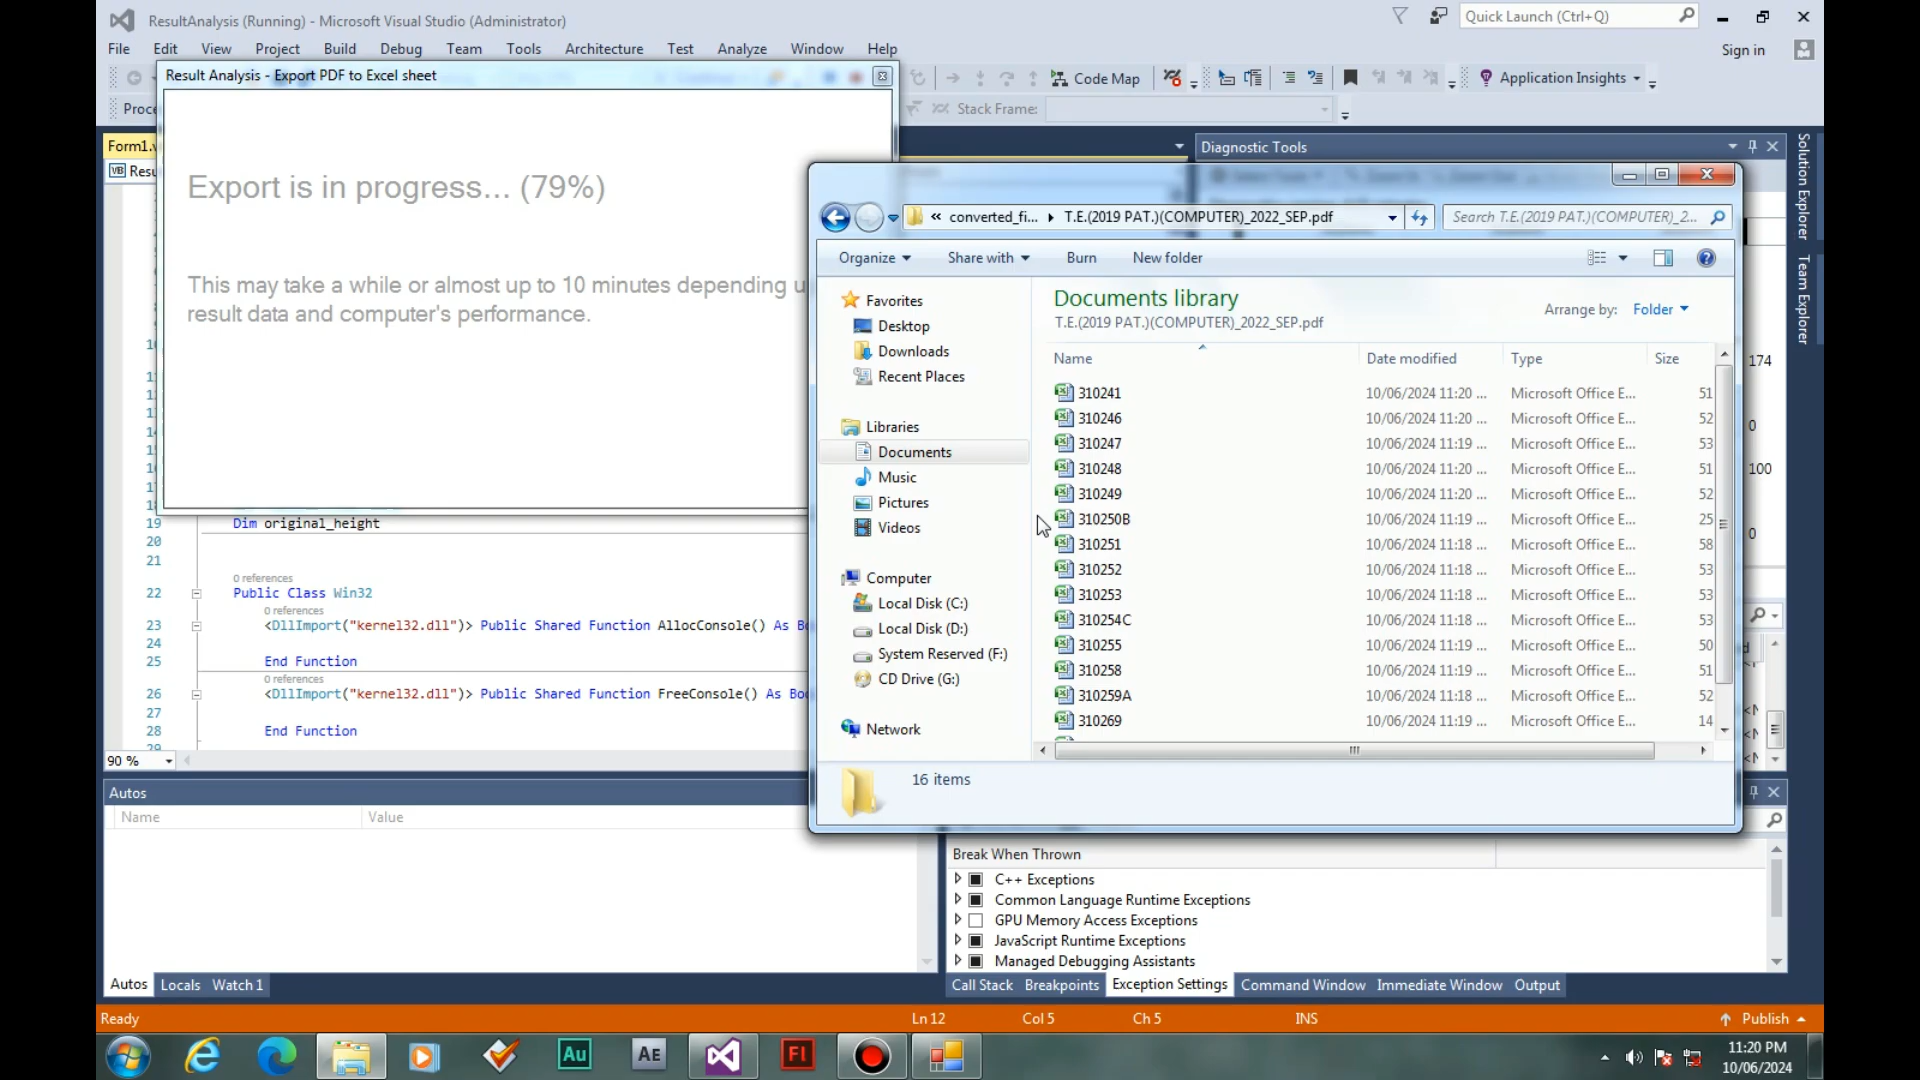 ResultAnalysis (Running) - Microsoft Visual Studio (Administrator)
Quick Launch (Ctrl+Q)
File Edit View Project Build Debug Team Tools Architecture Test Analyze Window Help
Sign in
Result Analysis - Export PDF to Excel sheet
Code Map
Application Insights
Proce
Stack Frame:
Form1.v
Diagnostic Tools
Resu
Export is in progress... (79%)
This may take a while or almost up to 10 minutes depending u
result data and computer's performance.
Solution Explorer
Team Explorer
converted_fi... T.E.(2019 PAT.)(COMPUTER)_2022_SEP.pdf
Search T.E.(2019 PAT.)(COMPUTER)_2...
Organize Share with Burn New folder
Favorites
Desktop
Downloads
Recent Places
Libraries
Documents
Music
Pictures
Videos
Computer
Local Disk (C:)
Local Disk (D:)
System Reserved (F:)
CD Drive (G:)
Network
Documents library
T.E.(2019 PAT.)(COMPUTER)_2022_SEP.pdf
Arrange by: Folder
Name Date modified Type Size
310241 10/06/2024 11:20 ... Microsoft Office E... 51
310246 10/06/2024 11:20 ... Microsoft Office E... 52
310247 10/06/2024 11:19 ... Microsoft Office E... 53
310248 10/06/2024 11:20 ... Microsoft Office E... 51
310249 10/06/2024 11:20 ... Microsoft Office E... 52
310250B 10/06/2024 11:19 ... Microsoft Office E... 25
310251 10/06/2024 11:18 ... Microsoft Office E... 58
310252 10/06/2024 11:18 ... Microsoft Office E... 53
310253 10/06/2024 11:18 ... Microsoft Office E... 53
310254C 10/06/2024 11:18 ... Microsoft Office E... 53
310255 10/06/2024 11:19 ... Microsoft Office E... 50
310258 10/06/2024 11:19 ... Microsoft Office E... 51
310259A 10/06/2024 11:18 ... Microsoft Office E... 52
310269 10/06/2024 11:19 ... Microsoft Office E... 14
16 items
174
0
100
0
19 Dim original_height
20
21
0 references
22 Public Class Win32
0 references
23 <DllImport("kernel32.dll")> Public Shared Function AllocConsole() As Bo
24
25 End Function
0 references
26 <DllImport("kernel32.dll")> Public Shared Function FreeConsole() As Boo
27
28 End Function
29
90 %
Autos
Name Value
Break When Thrown
C++ Exceptions
Common Language Runtime Exceptions
GPU Memory Access Exceptions
JavaScript Runtime Exceptions
Managed Debugging Assistants
Autos Locals Watch 1
Call Stack Breakpoints Exception Settings Command Window Immediate Window Output
Ready Ln 12 Col 5 Ch 5 INS Publish
Au AE Fl
11:20 PM
10/06/2024